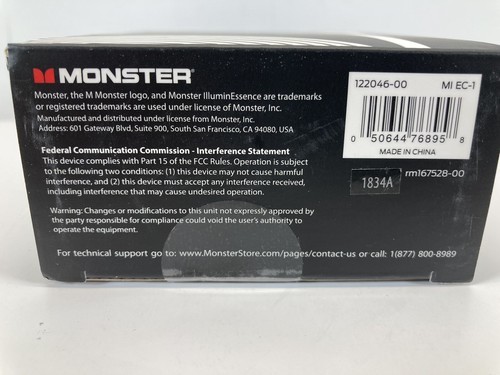 MONSTER
Monster, the M Monster logo, and Monster IlluminEssence are trademarks
or registered trademarks are used under license of Monster, Inc.
Manufactured and distributed under license from Monster, Inc.
Address: 601 Gateway Blvd, Suite 900, South San Francisco, CA 94080, USA
Federal Communication Commission - Interference Statement
This device complies with Part 15 of the FCC Rules. Operation is subject
to the following two conditions: (1) this device may not cause harmful
interference, and (2) this device must accept any interference received,
including interference that may cause undesired operation.
Warning: Changes or modifications to this unit not expressly approved by
the party responsible for compliance could void the user's authority to
operate the equipment.
For technical support go to: www.MonsterStore.com/pages/contact-us or call: 1(877) 800-8989
122046-00 MI EC-1
0 50644 76895 8
MADE IN CHINA
1834A rm167528-00